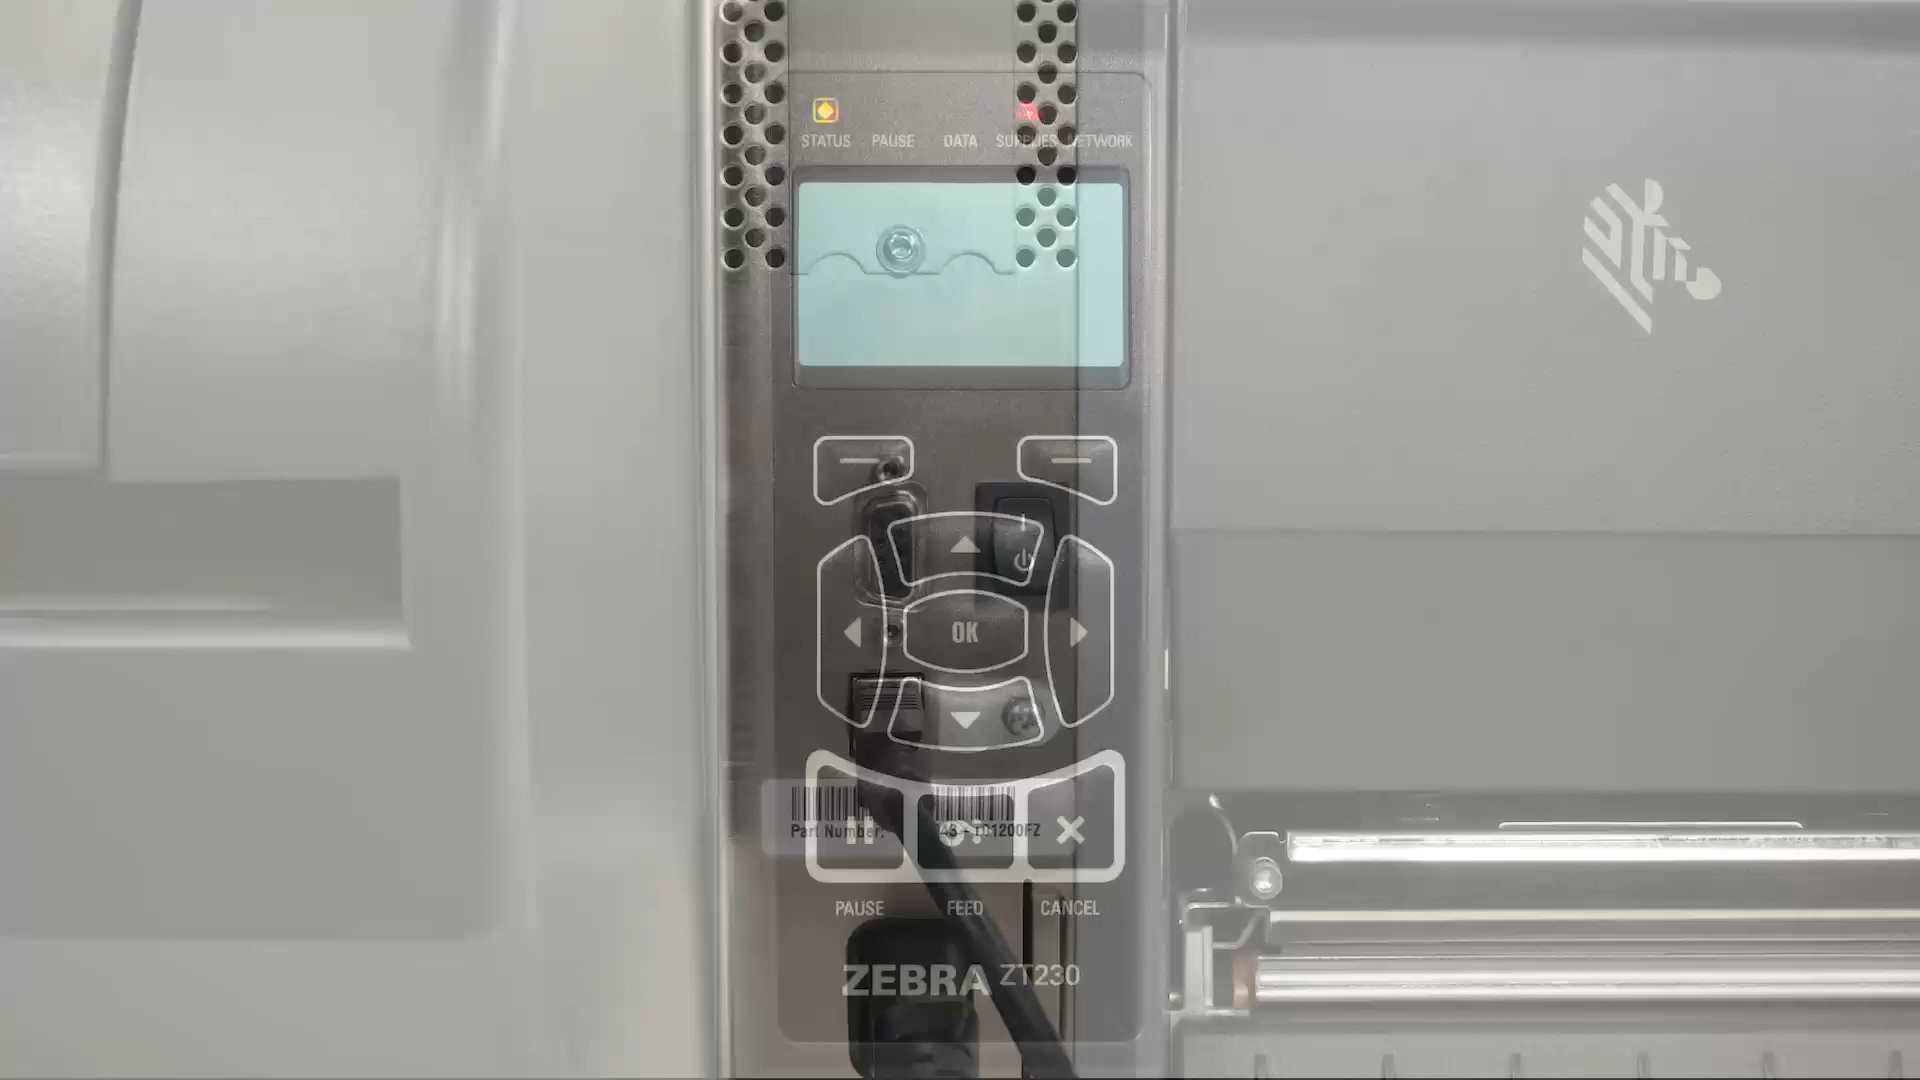 STATUS PAUSE DATA SUPPLIES NETWORK
OK
Part Number:
PAUSE FEED CANCEL
ZEBRA ZT230